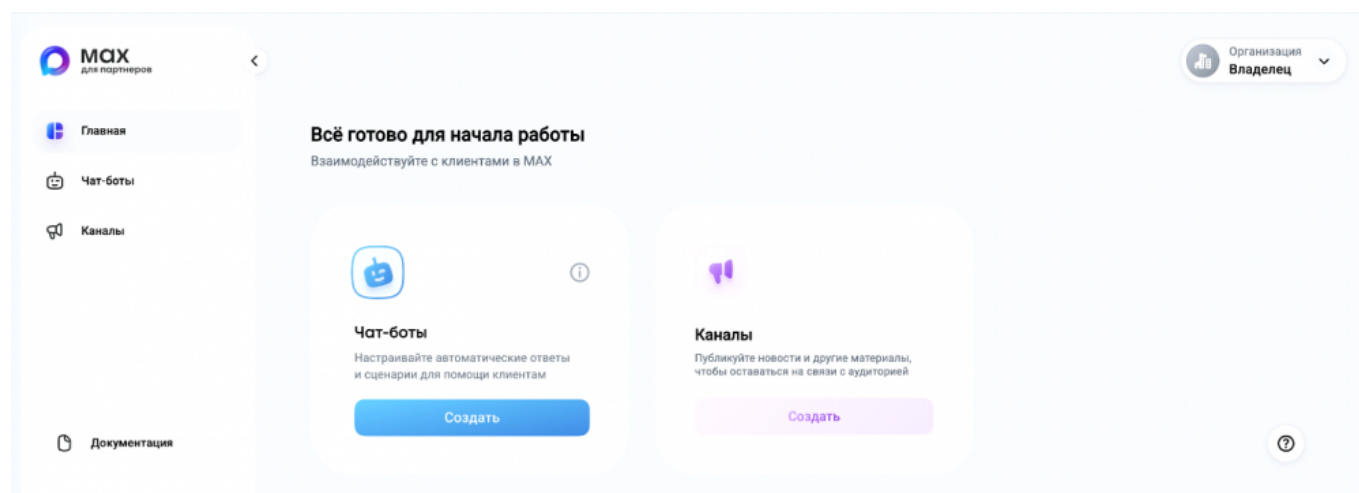 мах
для партнеров
Организация
Владелец
Главная
Чат-боты
Каналы
Всё готово для начала работы
Взаимодействуйте с клиентами в MAX
Чат-боты
Настраивайте автоматические ответы
и сценарии для помощи клиентам
Создать
Каналы
Публикуйте новости и другие материалы,
чтобы оставаться на связи с аудиторией
Создать
Документация